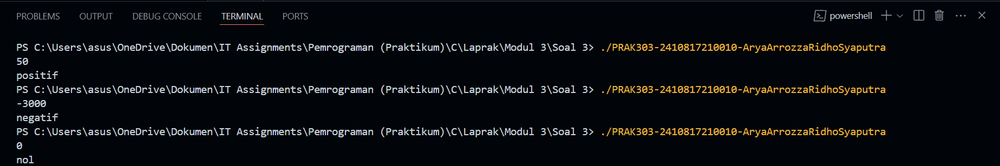 PROBLEMS OUTPUT DEBUG CONSOLE TERMINAL PORTS powershell
PS C:\Users\asus\OneDrive\Dokumen\IT Assignments\Pemrograman (Praktikum)\C\Laprak\Modul 3\Soal 3> ./PRAK303-2410817210010-AryaArrozzaRidhoSyaputra
50
positif
PS C:\Users\asus\OneDrive\Dokumen\IT Assignments\Pemrograman (Praktikum)\C\Laprak\Modul 3\Soal 3> ./PRAK303-2410817210010-AryaArrozzaRidhoSyaputra
-3000
negatif
PS C:\Users\asus\OneDrive\Dokumen\IT Assignments\Pemrograman (Praktikum)\C\Laprak\Modul 3\Soal 3> ./PRAK303-2410817210010-AryaArrozzaRidhoSyaputra
0
nol